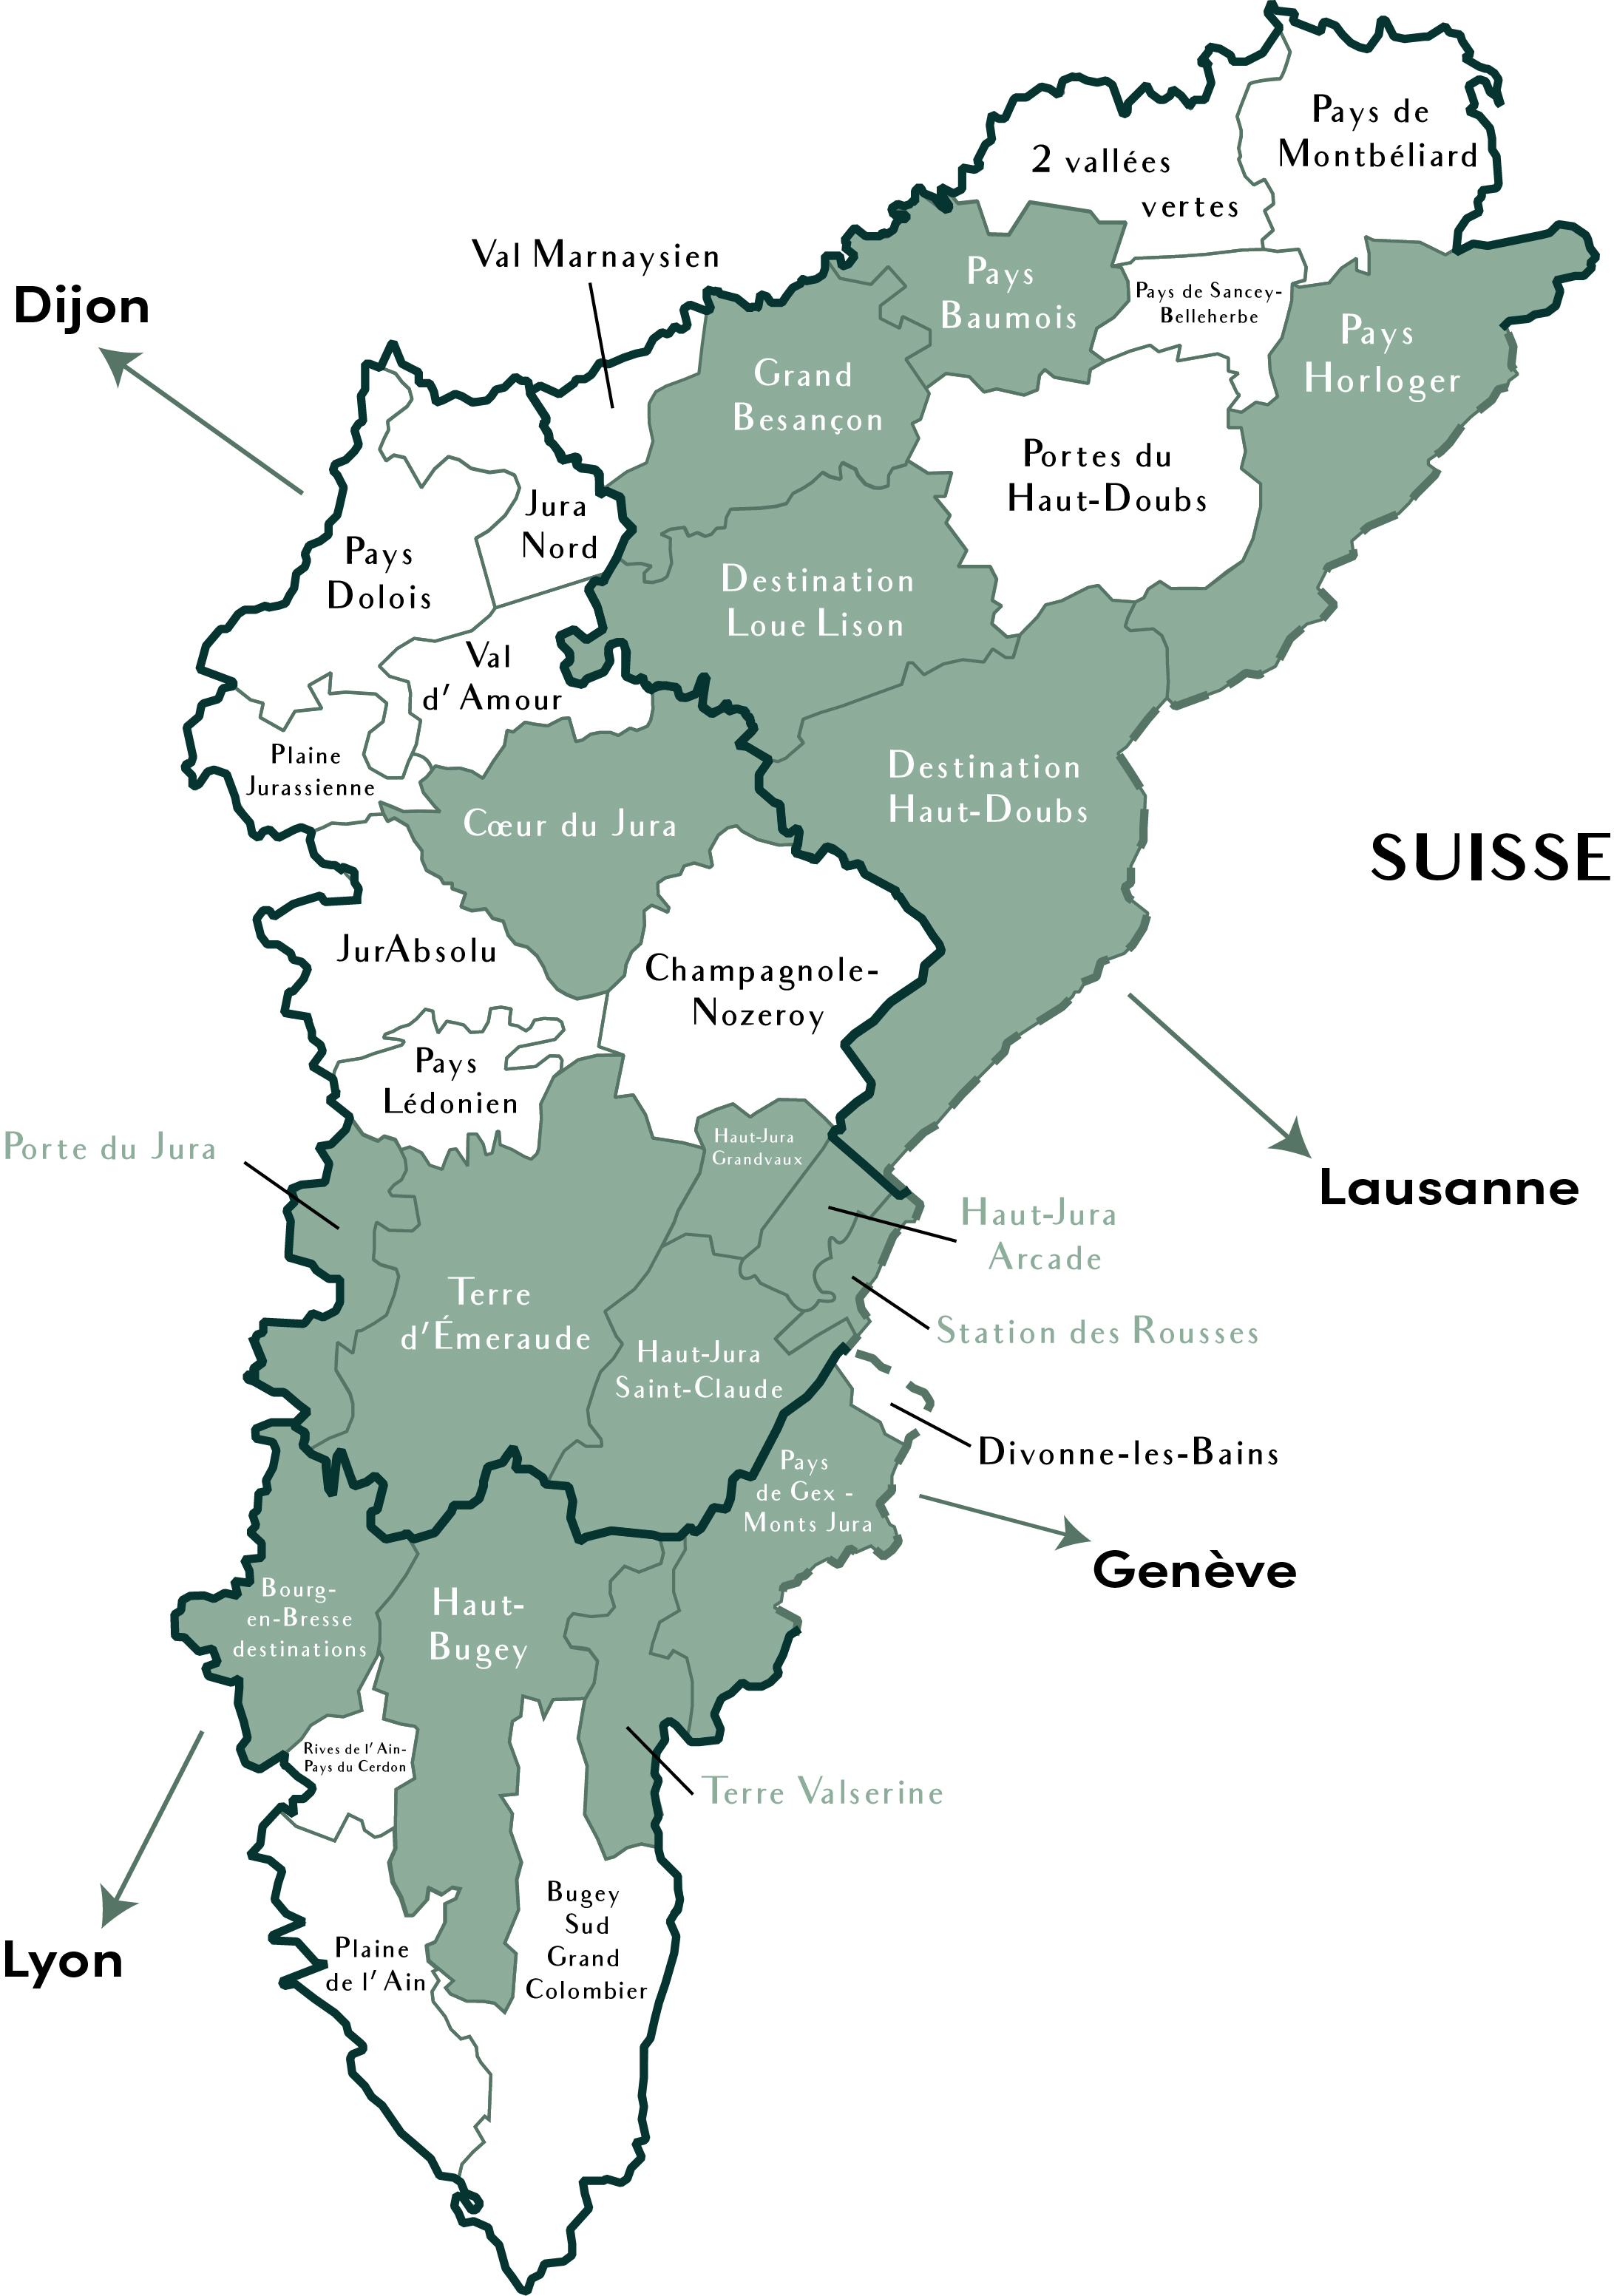 Pays de
Montbéliard
2 vallées
vertes
Val Marnaysien
Dijon
Pays
Baumois
Pays de Sancey-
Belleherbe
Pays
Horloger
Grand
Besançon
Portes du
Haut-Doubs
Jura
Nord
Pays
Dolois
Destination
Loue Lison
Val
d' Amour
Plaine
Jurassienne
Destination
Haut-Doubs
Cœur du Jura
SUISSE
JurAbsolu
Champagnole-
Nozeroy
Pays
Lédonien
Porte du Jura
Haut-Jura
Grandvaux
Lausanne
Haut-Jura
Arcade
Terre
d'Émeraude
Station des Rousses
Haut-Jura
Saint-Claude
Divonne-les-Bains
Pays
de Gex -
Monts Jura
Genève
Bourg-
en-Bresse
destinations
Haut-
Bugey
Rives de l' Ain-
Pays du Cerdon
Terre Valserine
Bugey
Sud
Grand
Colombier
Plaine
de l' Ain
Lyon